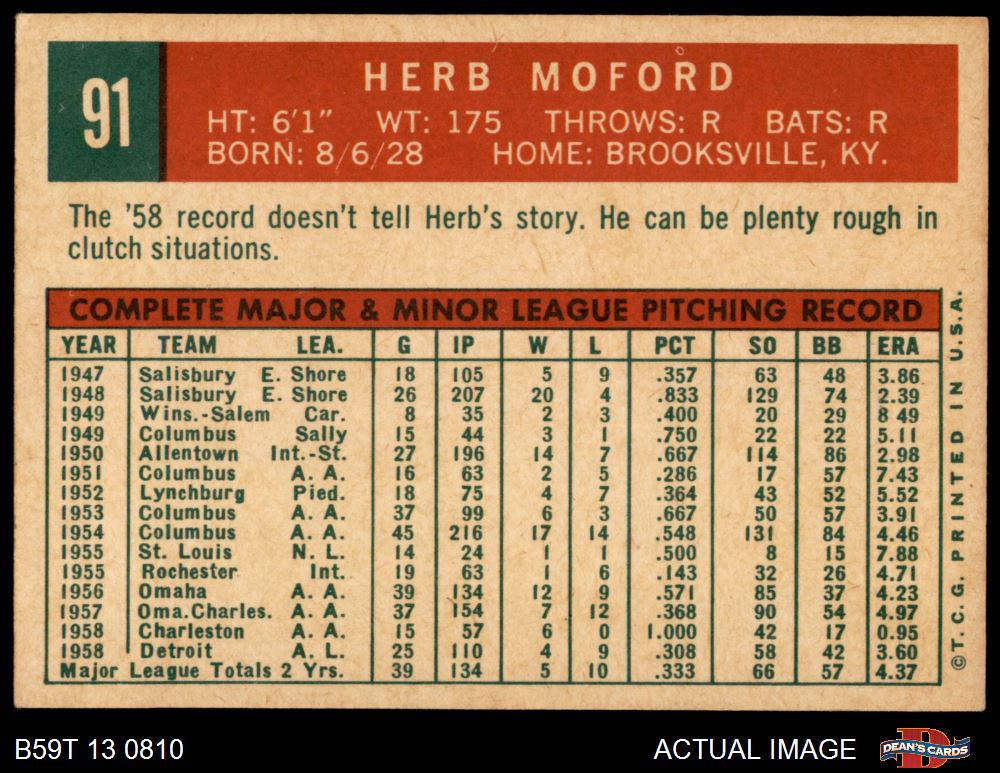 91
HERB MOFORD
HT: 6'1" WT: 175 THROWS: R BATS: R
BORN: 8/6/28 HOME: BROOKSVILLE, KY.
The '58 record doesn't tell Herb's story. He can be plenty rough in
clutch situations.
COMPLETE MAJOR & MINOR LEAGUE PITCHING RECORD
YEAR TEAM LEA. G IP W L PCT SO BB ERA
1947 Salisbury E. Shore 18 105 5 9 .357 63 48 3.86
1948 Salisbury E. Shore 26 207 20 4 .833 129 74 2.39
1949 Wins.-Salem Car. 8 35 2 3 .400 20 29 8 49
1949 Columbus Sally 15 44 3 1 .750 22 22 5.11
1950 Allentown Int.-St. 27 196 14 7 .667 114 86 2.98
1951 Columbus A. A. 16 63 2 5 .286 17 57 7.43
1952 Lynchburg Pied. 18 75 4 7 .364 43 52 5.52
1953 Columbus A. A. 37 99 6 3 .667 50 57 3.91
1954 Columbus A. A. 45 216 17 14 .548 131 84 4.46
1955 St. Louis N. L. 14 24 1 1 .500 8 15 7.88
1955 Rochester Int. 19 63 1 6 .143 32 26 4.71
1956 Omaha A. A. 39 134 12 9 .571 85 37 4.23
1957 Oma.Charles. A. A. 37 154 7 12 .368 90 54 4.97
1958 Charleston A. A. 15 57 6 0 1.000 42 17 0.95
1958 Detroit A. L. 25 110 4 9 .308 58 42 3.60
Major League Totals 2 Yrs. 39 134 5 10 .333 66 57 4.37
©T. C. G. PRINTED IN U.S.A.
B59T 13 0810
ACTUAL IMAGE
DEAN'S CARDS